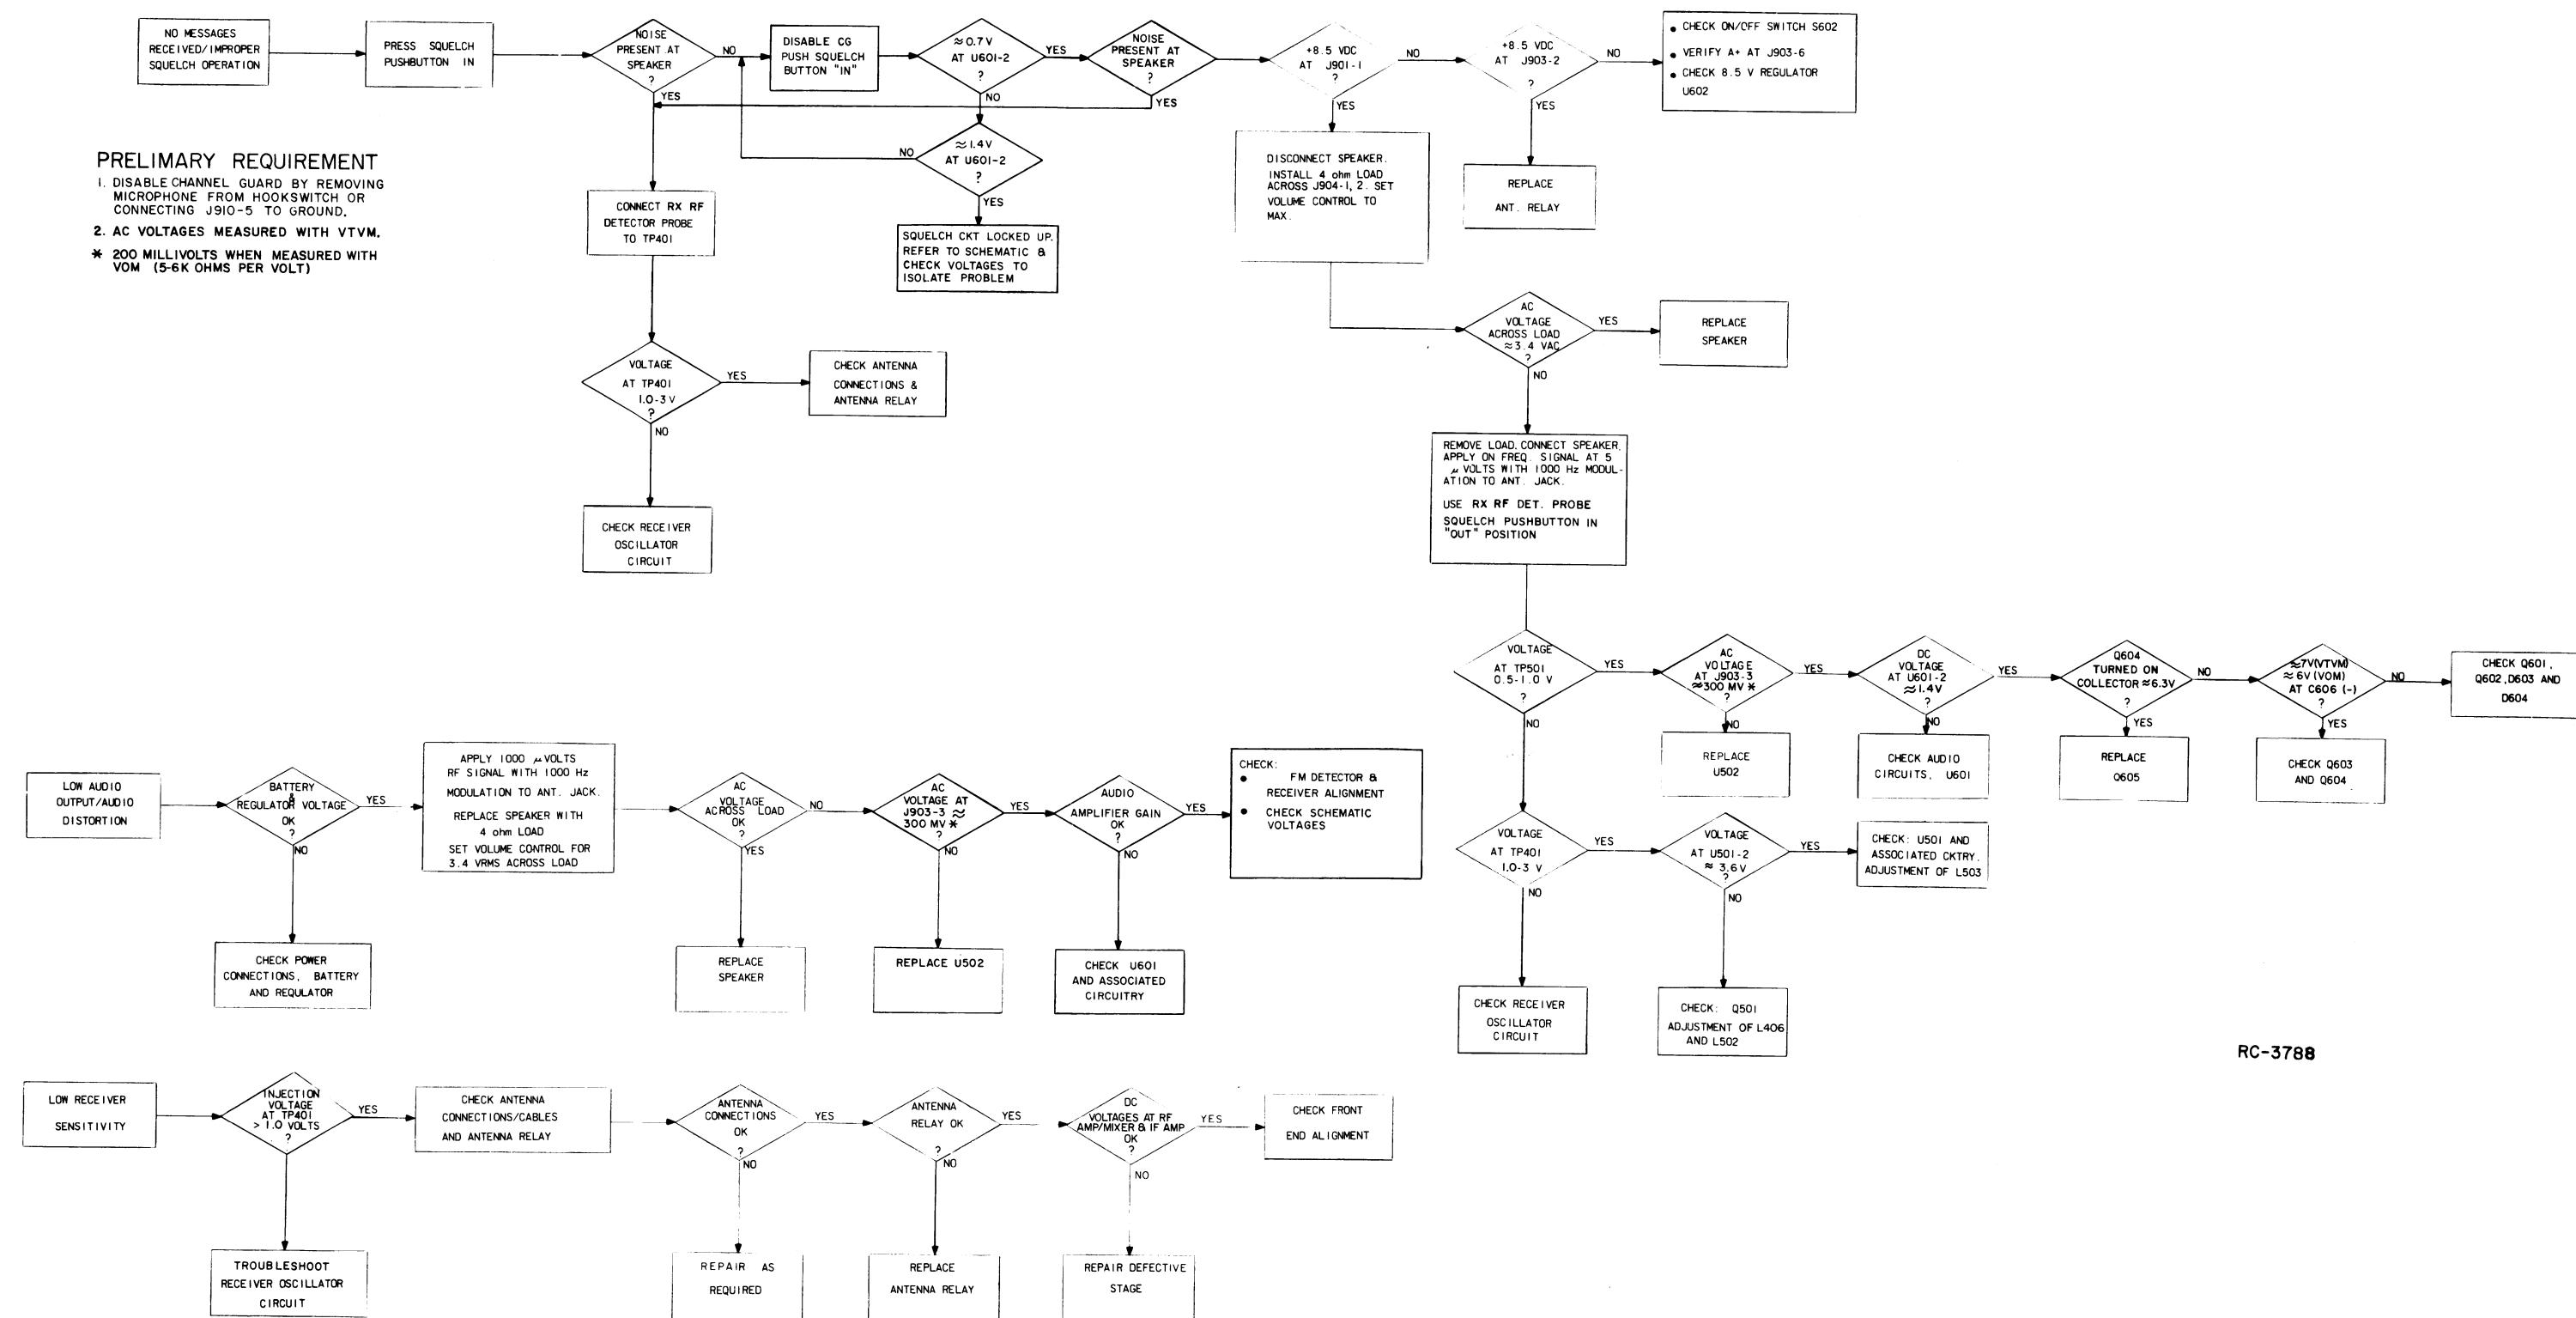 NO MESSAGES
RECEIVED/IMPROPER
SQUELCH OPERATION
PRESS SQUELCH
PUSHBUTTON IN
NOISE
PRESENT AT
SPEAKER
?
NO
YES
DISABLE CG
PUSH SQUELCH
BUTTON "IN"
≈0.7 V
AT U601-2
?
YES
NO
NOISE
PRESENT AT
SPEAKER
?
YES
+8.5 VDC
AT J901-1
?
NO
YES
+8.5 VDC
AT J903-2
?
NO
YES
• CHECK ON/OFF SWITCH S602
• VERIFY A+ AT J903-6
• CHECK 8.5 V REGULATOR
U602
PRELIMARY REQUIREMENT
1. DISABLE CHANNEL GUARD BY REMOVING
MICROPHONE FROM HOOKSWITCH OR
CONNECTING J910-5 TO GROUND.
2. AC VOLTAGES MEASURED WITH VTVM.
* 200 MILLIVOLTS WHEN MEASURED WITH
VOM (5-6K OHMS PER VOLT)
≈1.4V
AT U601-2
?
NO
YES
SQUELCH CKT LOCKED UP.
REFER TO SCHEMATIC &
CHECK VOLTAGES TO
ISOLATE PROBLEM
CONNECT RX RF
DETECTOR PROBE
TO TP401
VOLTAGE
AT TP401
1.0-3 V
?
YES
NO
CHECK ANTENNA
CONNECTIONS &
ANTENNA RELAY
CHECK RECEIVER
OSCILLATOR
CIRCUIT
DISCONNECT SPEAKER.
INSTALL 4 ohm LOAD
ACROSS J904-1, 2. SET
VOLUME CONTROL TO
MAX.
REPLACE
ANT. RELAY
AC
VOLTAGE
ACROSS LOAD
≈3.4 VAC
?
YES
NO
REPLACE
SPEAKER
REMOVE LOAD. CONNECT SPEAKER.
APPLY ON FREQ. SIGNAL AT 5
μ VOLTS WITH 1000 Hz MODUL-
ATION TO ANT. JACK.
USE RX RF DET. PROBE
SQUELCH PUSHBUTTON IN
"OUT" POSITION
VOLTAGE
AT TP501
0.5-1.0 V
?
YES
NO
AC
VOLTAGE
AT J903-3
≈300 MV *
?
YES
NO
DC
VOLTAGE
AT U601-2
≈1.4V
?
YES
NO
Q604
TURNED ON
COLLECTOR ≈6.3V
?
NO
YES
≈7V(VTVM)
≈6V (VOM)
AT C606 (-)
?
NO
YES
CHECK Q601,
Q602, D603 AND
D604
REPLACE
U502
CHECK AUDIO
CIRCUITS, U601
REPLACE
Q605
CHECK Q603
AND Q604
VOLTAGE
AT TP401
1.0-3 V
?
YES
NO
VOLTAGE
AT U501-2
≈ 3.6V
?
YES
NO
CHECK: U501 AND
ASSOCIATED CKTRY.
ADJUSTMENT OF L503
CHECK RECEIVER
OSCILLATOR
CIRCUIT
CHECK: Q501
ADJUSTMENT OF L406
AND L502
LOW AUDIO
OUTPUT/AUDIO
DISTORTION
BATTERY
&
REGULATOR VOLTAGE
OK
?
YES
NO
APPLY 1000 μVOLTS
RF SIGNAL WITH 1000 Hz
MODULATION TO ANT. JACK.
REPLACE SPEAKER WITH
4 ohm LOAD
SET VOLUME CONTROL FOR
3.4 VRMS ACROSS LOAD
AC
VOLTAGE
ACROSS LOAD
OK
?
NO
YES
AC
VOLTAGE AT
J903-3 ≈
300 MV *
?
YES
NO
AUDIO
AMPLIFIER GAIN
OK
?
YES
NO
CHECK:
• FM DETECTOR &
RECEIVER ALIGNMENT
• CHECK SCHEMATIC
VOLTAGES
CHECK POWER
CONNECTIONS, BATTERY
AND REQULATOR
REPLACE
SPEAKER
REPLACE U502
CHECK U601
AND ASSOCIATED
CIRCUITRY
RC-3788
LOW RECEIVER
SENSITIVITY
INJECTION
VOLTAGE
AT TP401
> 1.0 VOLTS
?
YES
CHECK ANTENNA
CONNECTIONS/CABLES
AND ANTENNA RELAY
ANTENNA
CONNECTIONS
OK
?
YES
NO
ANTENNA
RELAY OK
?
YES
NO
DC
VOLTAGES AT RF
AMP/MIXER & IF AMP
OK
?
YES
NO
CHECK FRONT
END ALIGNMENT
TROUBLESHOOT
RECEIVER OSCILLATOR
CIRCUIT
REPAIR AS
REQUIRED
REPLACE
ANTENNA RELAY
REPAIR DEFECTIVE
STAGE